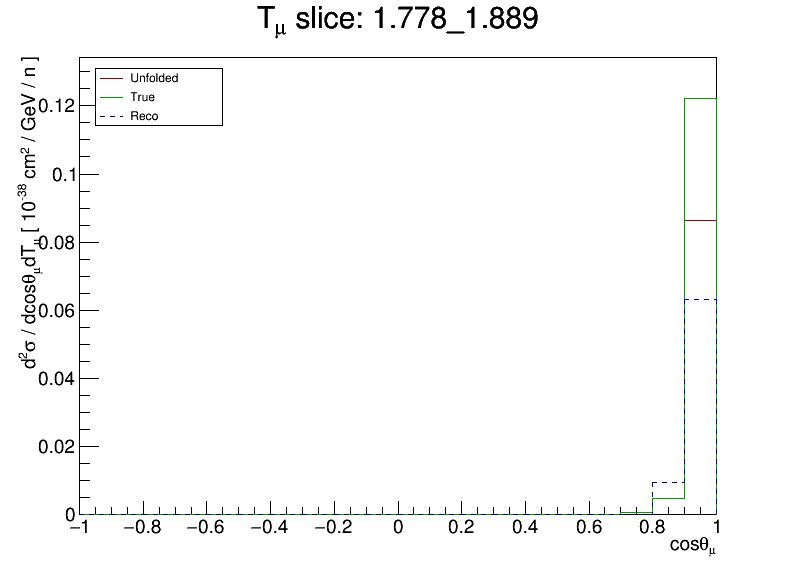 Tμ slice: 1.778_1.889
d²σ / dcosθμdTμ [ 10⁻³⁸ cm² / GeV / n ]
Unfolded
True
Reco
0.12
0.1
0.08
0.06
0.04
0.02
0
−1 −0.8 −0.6 −0.4 −0.2 0 0.2 0.4 0.6 0.8 1
cosθμ